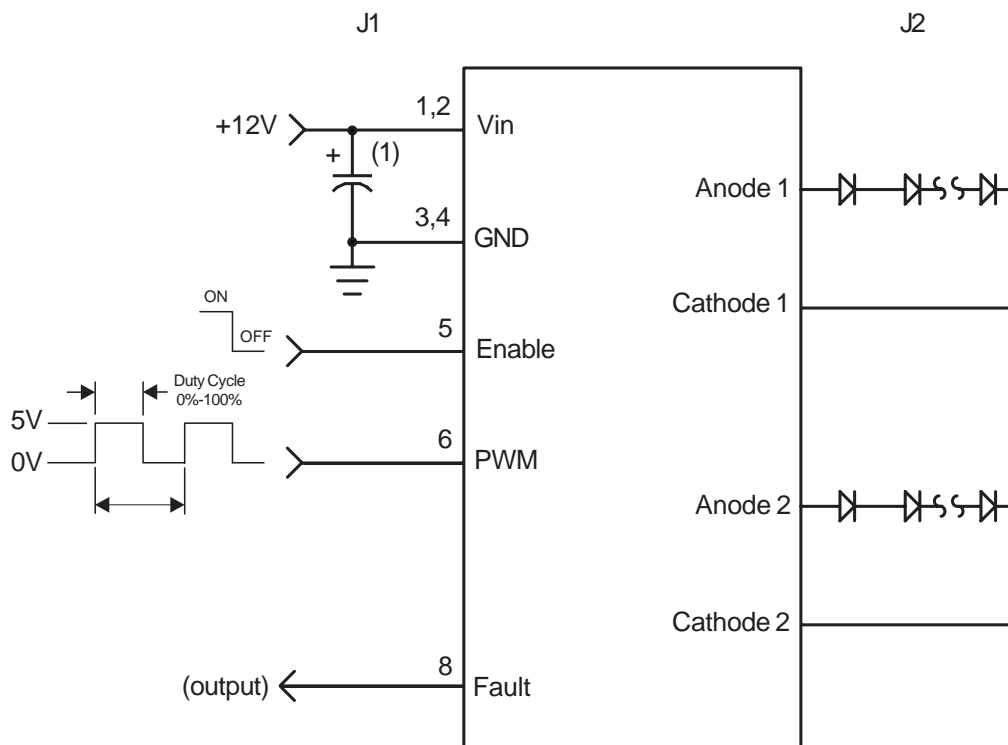 J1
J2
1,2
+12V
Vin
+
(1)
Anode 1
3,4
GND
ON
Cathode 1
OFF
5
Enable
Duty Cycle
0%-100%
5V
6
0V
PWM
Anode 2
Cathode 2
8
(output)
Fault